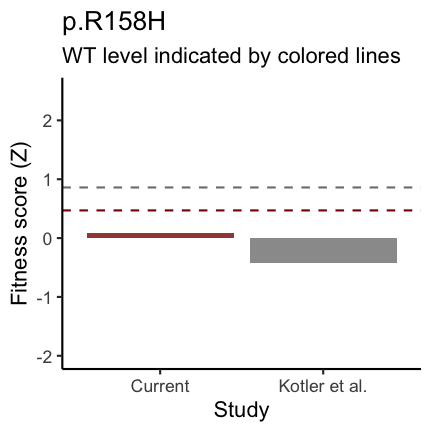 p.R158H
WT level indicated by colored lines
Fitness score (Z)
2
1
0
-1
-2
Current
Kotler et al.
Study